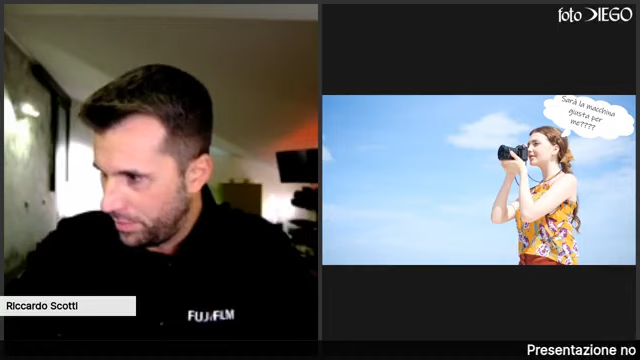 foto DIEGO
Sarà la macchina
giusta per
me????
Riccardo Scotti
FUJIFILM
Presentazione no